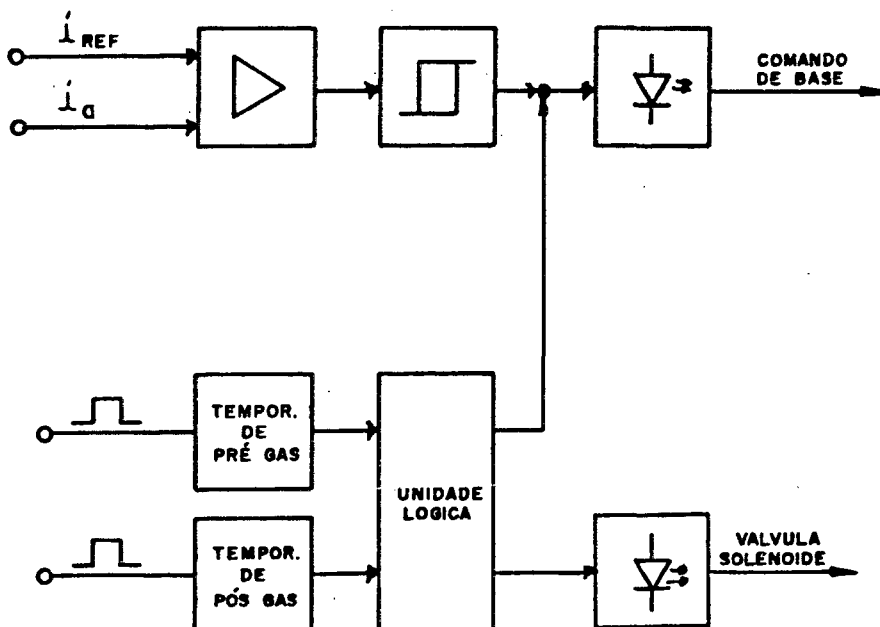 i REF
i a
COMANDO
DE BASE
TEMPOR.
DE
PRÉ GAS
UNIDADE
LOGICA
TEMPOR.
DE
PÓS GAS
VALVULA
SOLENOIDE